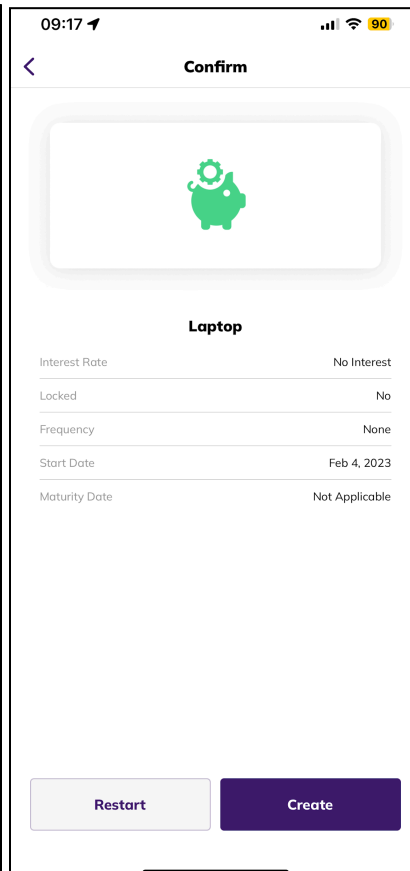 09:17 90
Confirm
Laptop
Interest Rate No Interest
Locked No
Frequency None
Start Date Feb 4, 2023
Maturity Date Not Applicable
Restart Create